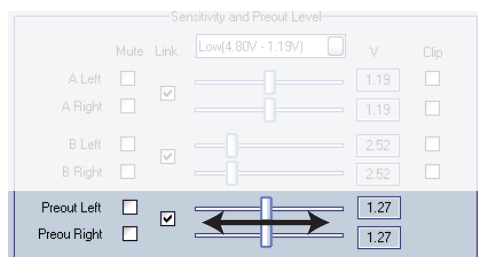 Sensitivity and Preout Level
Mute Link Low(4.80V - 1.19V) V Clip
A Left 1.19
A Right 1.19
B Left 2.52
B Right 2.52
Preout Left 1.27
Preou Right 1.27